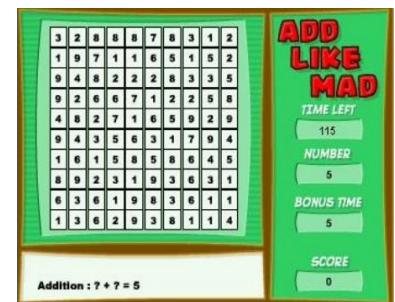 3 2 8 8 8 7 8 3 1 2
1 9 7 1 1 6 5 1 5 2
9 4 8 2 2 2 8 3 3 5
9 2 6 6 7 1 2 2 5 8
4 8 2 7 1 6 5 9 2 9
9 4 3 5 6 3 1 7 9 4
1 6 1 5 8 5 8 6 4 5
8 9 2 3 1 9 3 6 3 1
6 3 6 1 9 8 3 6 1 1
1 3 6 2 9 3 8 1 1 4
Addition : ? + ? = 5
ADD
LIKE
MAD
TIME LEFT
115
NUMBER
5
BONUS TIME
5
SCORE
0